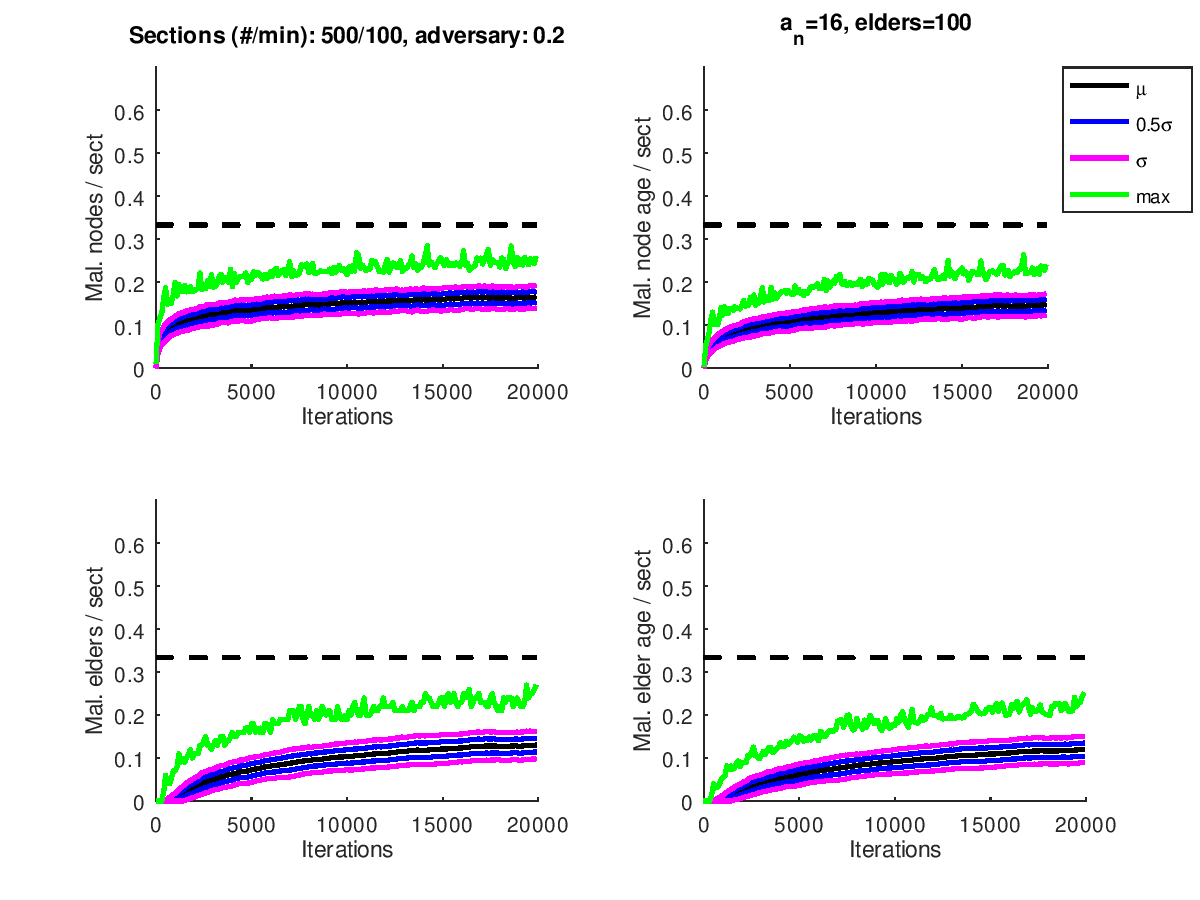 Sections (#/min): 500/100, adversary: 0.2
a_n=16, elders=100
μ
0.5σ
σ
max
Mal. nodes / sect
0.6
0.5
0.4
0.3
0.2
0.1
0
0 5000 10000 15000 20000
Iterations
Mal. node age / sect
0.6
0.5
0.4
0.3
0.2
0.1
0
0 5000 10000 15000 20000
Iterations
Mal. elders / sect
0.6
0.5
0.4
0.3
0.2
0.1
0
0 5000 10000 15000 20000
Iterations
Mal. elder age / sect
0.6
0.5
0.4
0.3
0.2
0.1
0
0 5000 10000 15000 20000
Iterations